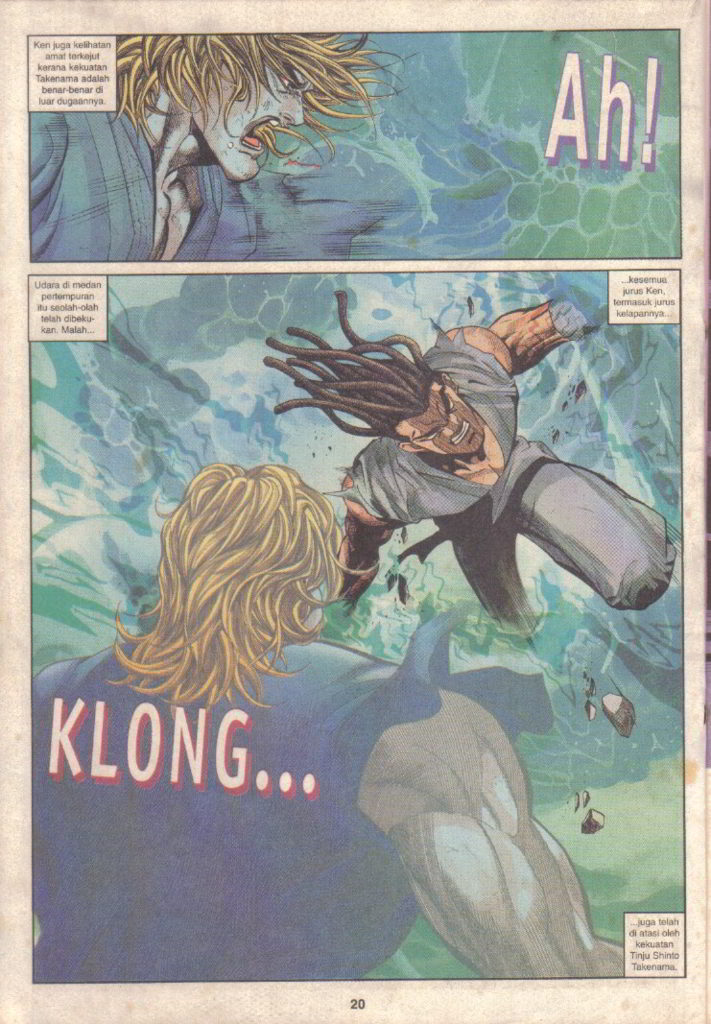 Ken juga kelihatan
amat terkejut
kerana kekuatan
Takenama adalah
benar-benar di
luar dugaannya.
Ah!
Udara di medan
pertempuran
itu seolah-olah
telah dibeku-
kan. Malah...
...kesemua
jurus Ken,
termasuk jurus
kelapannya...
KLONG...
...juga telah
di atasi oleh
kekuatan
Tinju Shinto
Takenama.
20